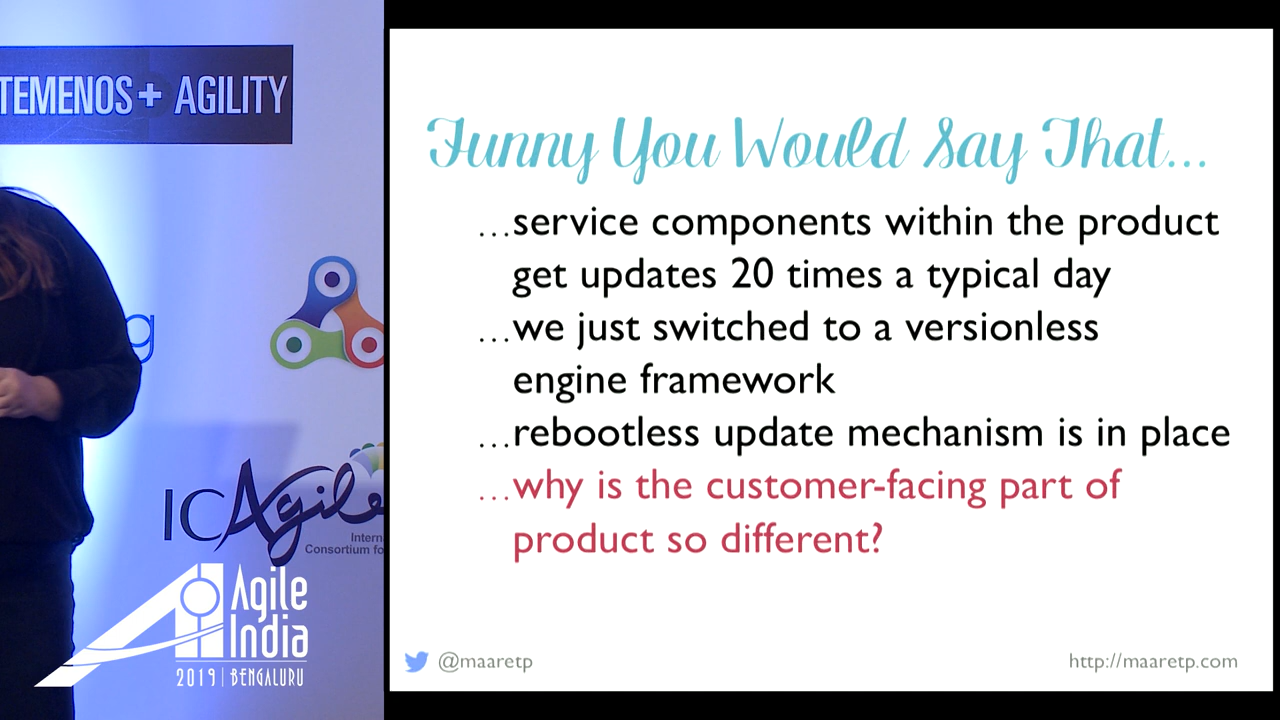 TEMENOS + AGILITY
g
ICAgile
Consortium fo
Agile
India
2019 | BENGALURU
Funny You Would Say That...
...service components within the product
get updates 20 times a typical day
...we just switched to a versionless
engine framework
...rebootless update mechanism is in place
...why is the customer-facing part of
product so different?
@maaretp
http://maaretp.com